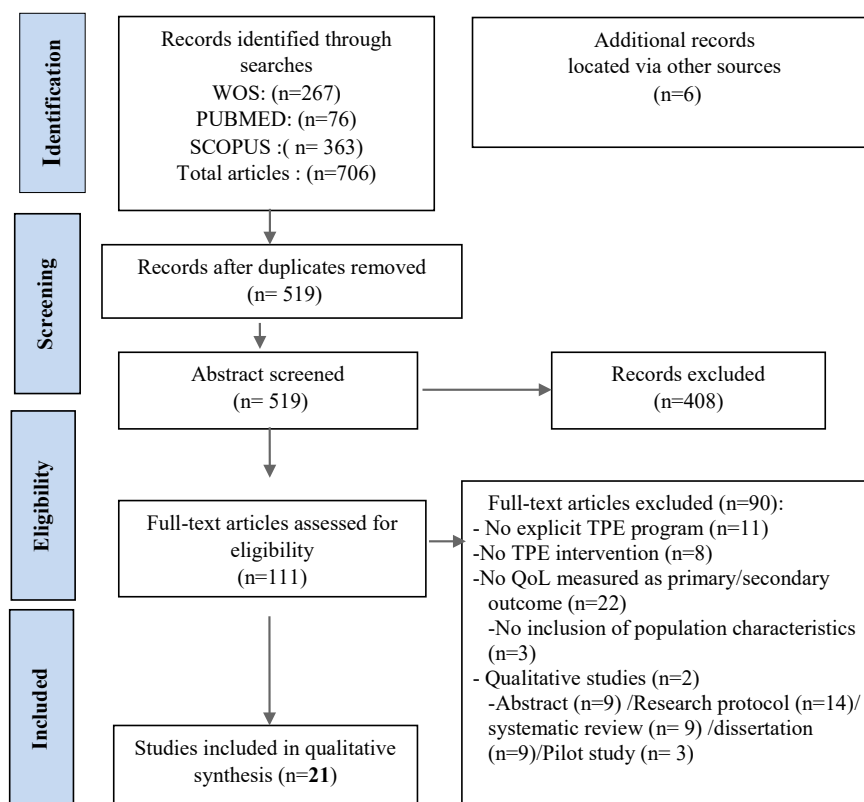 Identification
Records identified through
searches
WOS: (n=267)
PUBMED: (n=76)
SCOPUS :( n= 363)
Total articles : (n=706)
Additional records
located via other sources
(n=6)
Screening
Records after duplicates removed
(n= 519)
Abstract screened
(n= 519)
Records excluded
(n=408)
Eligibility
Full-text articles assessed for
eligibility
(n=111)
Full-text articles excluded (n=90):
- No explicit TPE program (n=11)
-No TPE intervention (n=8)
-No QoL measured as primary/secondary
outcome (n=22)
-No inclusion of population characteristics
(n=3)
- Qualitative studies (n=2)
-Abstract (n=9) /Research protocol (n=14)/
systematic review (n= 9) /dissertation
(n=9)/Pilot study (n= 3)
Included
Studies included in qualitative
synthesis (n=21)